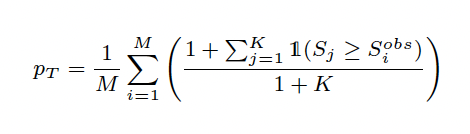 p_T = \frac{1}{M} \sum_{i=1}^{M} \left( \frac{1 + \sum_{j=1}^{K} \mathbb{1}(S_j \geq S_i^{obs})}{1 + K} \right)